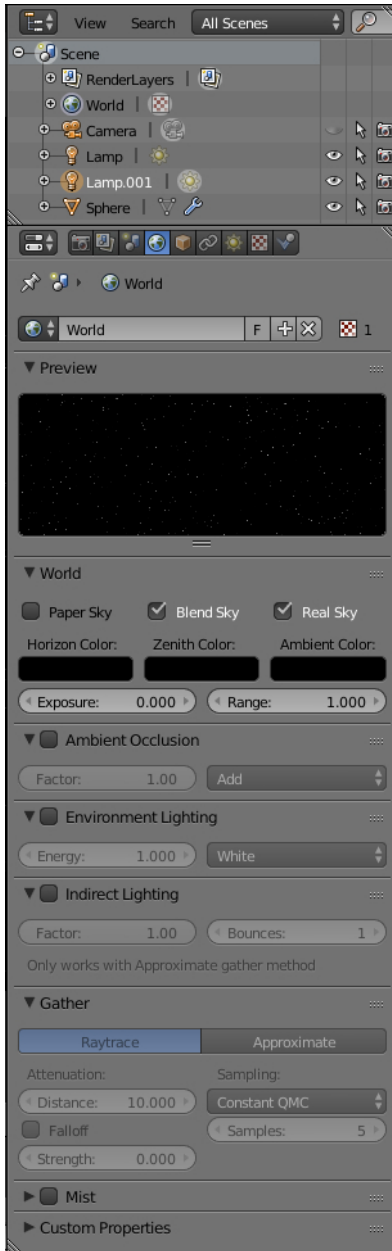 View Search All Scenes
Scene
RenderLayers
World
Camera
Lamp
Lamp.001
Sphere
World
World F 1
Preview
World
Paper Sky Blend Sky Real Sky
Horizon Color: Zenith Color: Ambient Color:
Exposure: 0.000 Range: 1.000
Ambient Occlusion
Factor: 1.00 Add
Environment Lighting
Energy: 1.000 White
Indirect Lighting
Factor: 1.00 Bounces: 1
Only works with Approximate gather method
Gather
Raytrace Approximate
Attenuation: Sampling:
Distance: 10.000 Constant QMC
Falloff Samples: 5
Strength: 0.000
Mist
Custom Properties